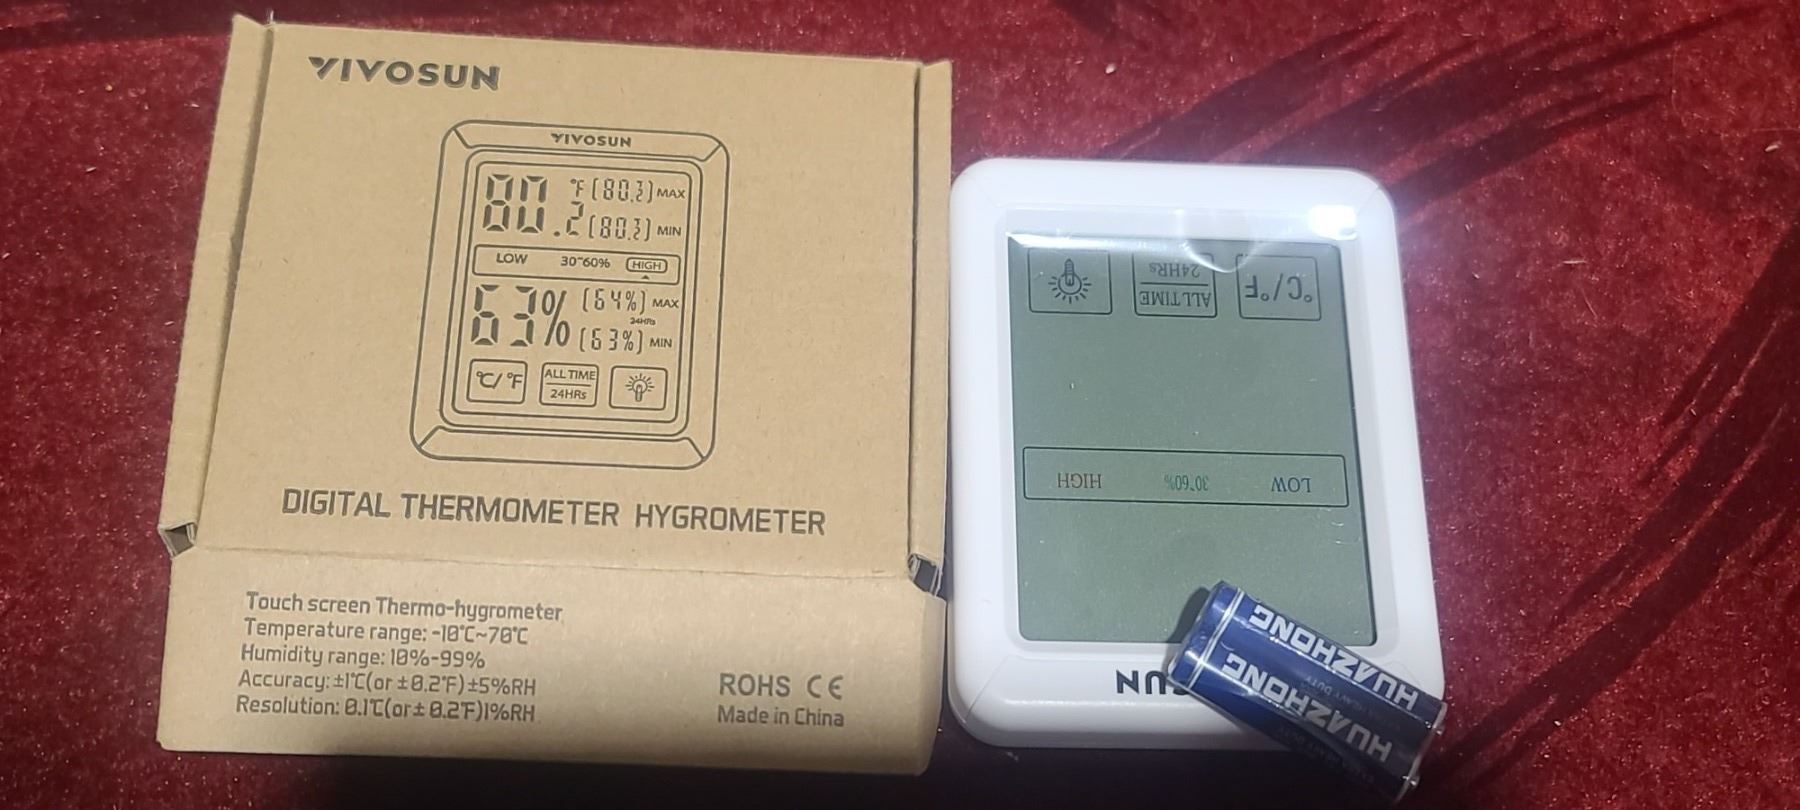 VIVOSUN
VIVOSUN
80.2 °F [80.2] MAX
[80.2] MIN
LOW 30~60% HIGH
63% [64%] MAX
24HRs
[63%] MIN
°C/°F ALL TIME
24HRs
DIGITAL THERMOMETER HYGROMETER
Touch screen Thermo-hygrometer
Temperature range: -10℃~70℃
Humidity range: 10%-99%
Accuracy: ±1℃(or ±0.2℉)±5%RH
Resolution: 0.1℃(or± 0.2℉)1%RH
ROHS CE
Made in China
SUN
LOW 30~60% HIGH
°C/°F ALL TIME
24HRs
HUAZHONG
HUAZHONG